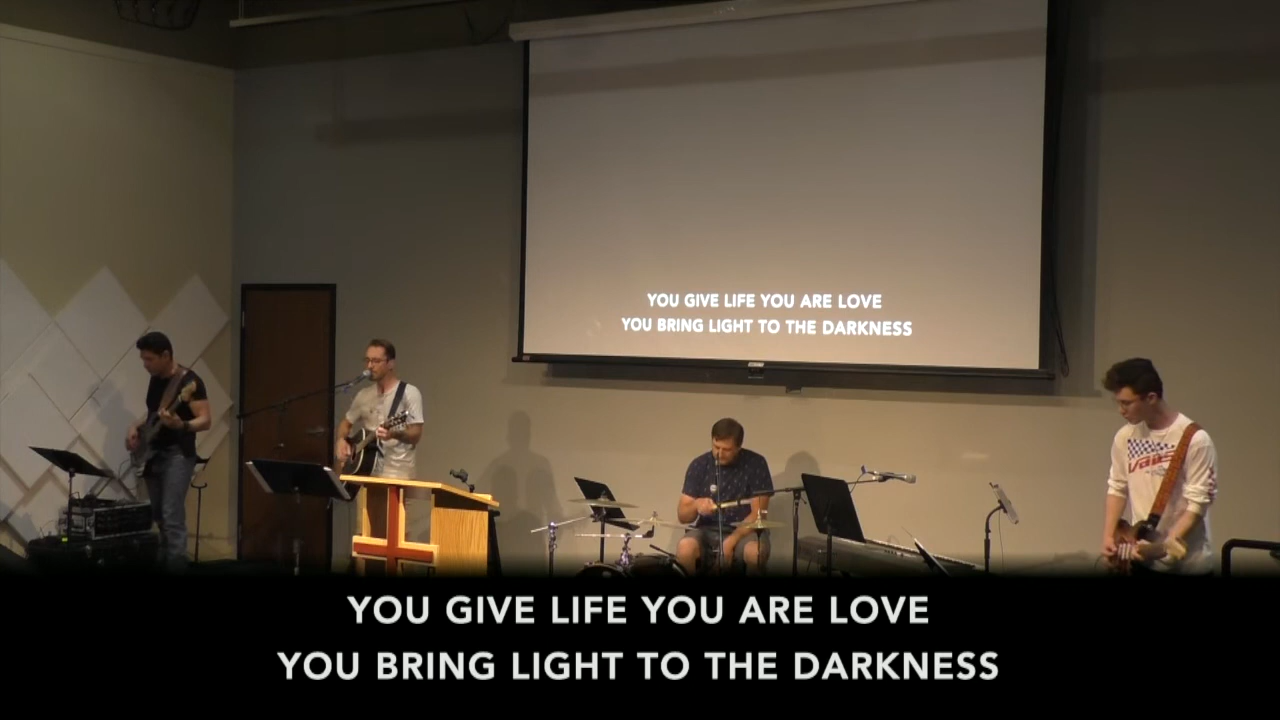 YOU GIVE LIFE YOU ARE LOVE
YOU BRING LIGHT TO THE DARKNESS
Vans
YOU GIVE LIFE YOU ARE LOVE
YOU BRING LIGHT TO THE DARKNESS